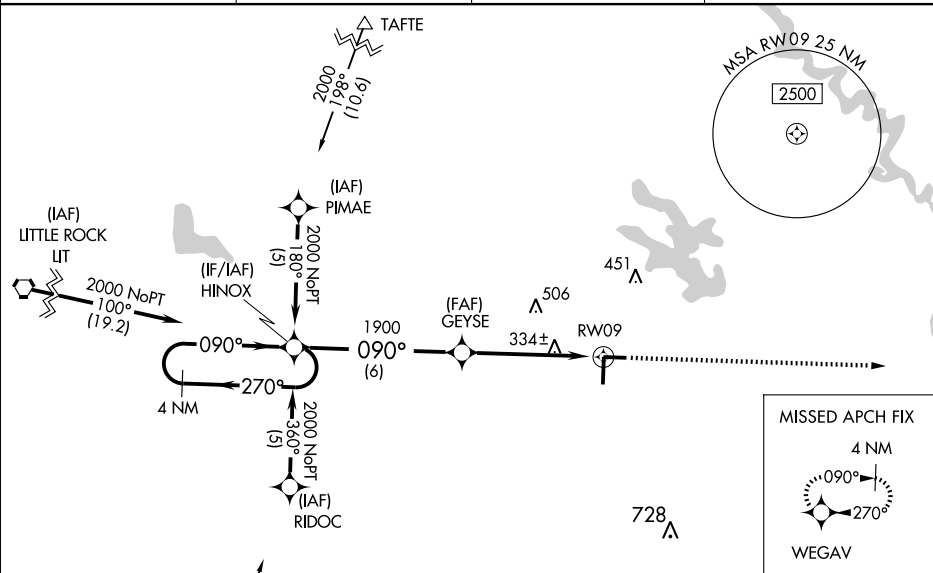 TAFTE
2000
198°
(10.6)
MSA RW09 25 NM
2500
(IAF)
PIMAE
2000 NoPT
180°
(5)
(IAF)
LITTLE ROCK
LIT
2000 NoPT
100°
(19.2)
(IF/IAF)
HINOX
451
506
(FAF)
GEYSE
334±
RW09
1900
090°
(6)
090°
270°
4 NM
2000 NoPT
360°
(5)
(IAF)
RIDOC
728
MISSED APCH FIX
4 NM
090°
270°
WEGAV